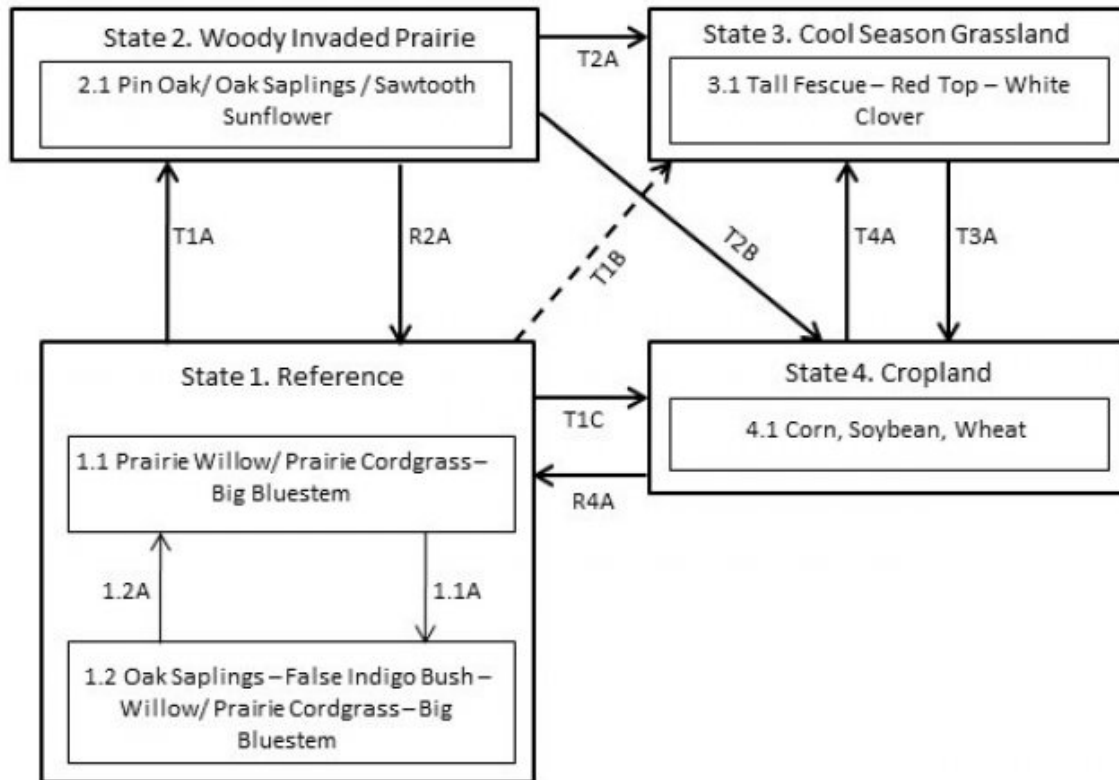 State 2. Woody Invaded Prairie
2.1 Pin Oak/ Oak Saplings / Sawtooth
Sunflower
T2A
State 3. Cool Season Grassland
3.1 Tall Fescue – Red Top – White
Clover
T1A
R2A
T1B
T2B
T4A
T3A
State 1. Reference
1.1 Prairie Willow/ Prairie Cordgrass–
Big Bluestem
1.2A
1.1A
1.2 Oak Saplings – False Indigo Bush –
Willow/ Prairie Cordgrass – Big
Bluestem
T1C
R4A
State 4. Cropland
4.1 Corn, Soybean, Wheat